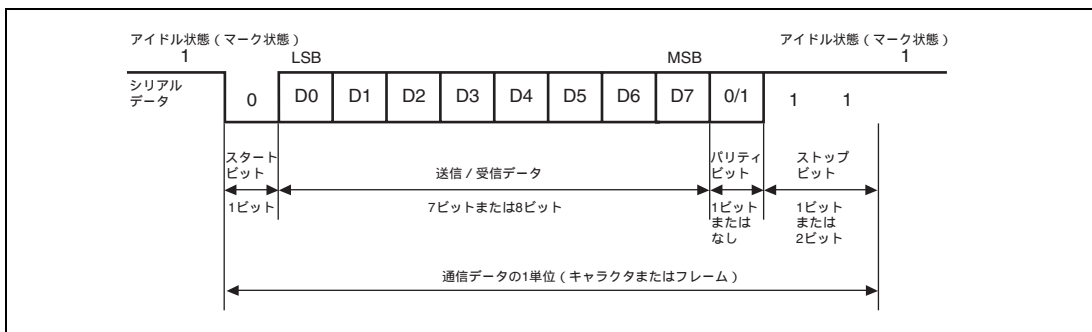 アイドル状態（マーク状態）
1
アイドル状態（マーク状態）
1
LSB
MSB
シリアル
データ
0
D0
D1
D2
D3
D4
D5
D6
D7
0/1
1
1
スタート
ビット
送信 / 受信データ
パリティ
ビット
ストップ
ビット
1ビット
7ビットまたは8ビット
1ビット
または
なし
1ビット
または
2ビット
通信データの1単位（キャラクタまたはフレーム）